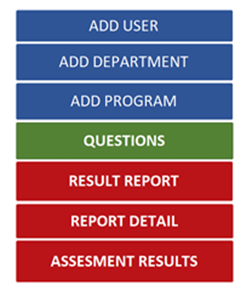 ADD USER
ADD DEPARTMENT
ADD PROGRAM
QUESTIONS
RESULT REPORT
REPORT DETAIL
ASSESMENT RESULTS